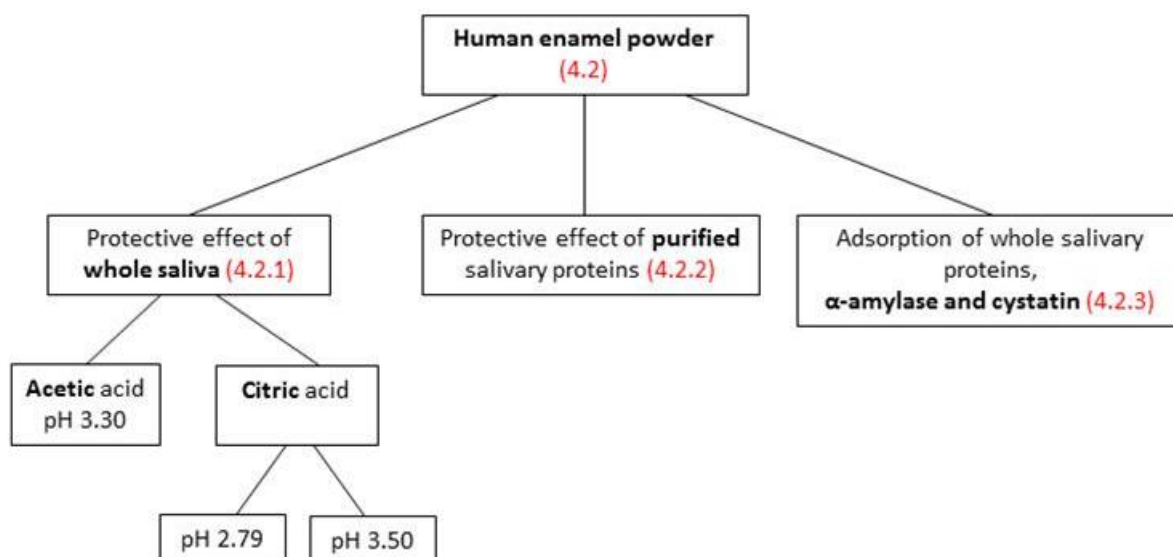 Human enamel powder
(4.2)
Protective effect of
whole saliva (4.2.1)
Protective effect of purified
salivary proteins (4.2.2)
Adsorption of whole salivary
proteins,
α-amylase and cystatin (4.2.3)
Acetic acid
pH 3.30
Citric acid
pH 2.79
pH 3.50